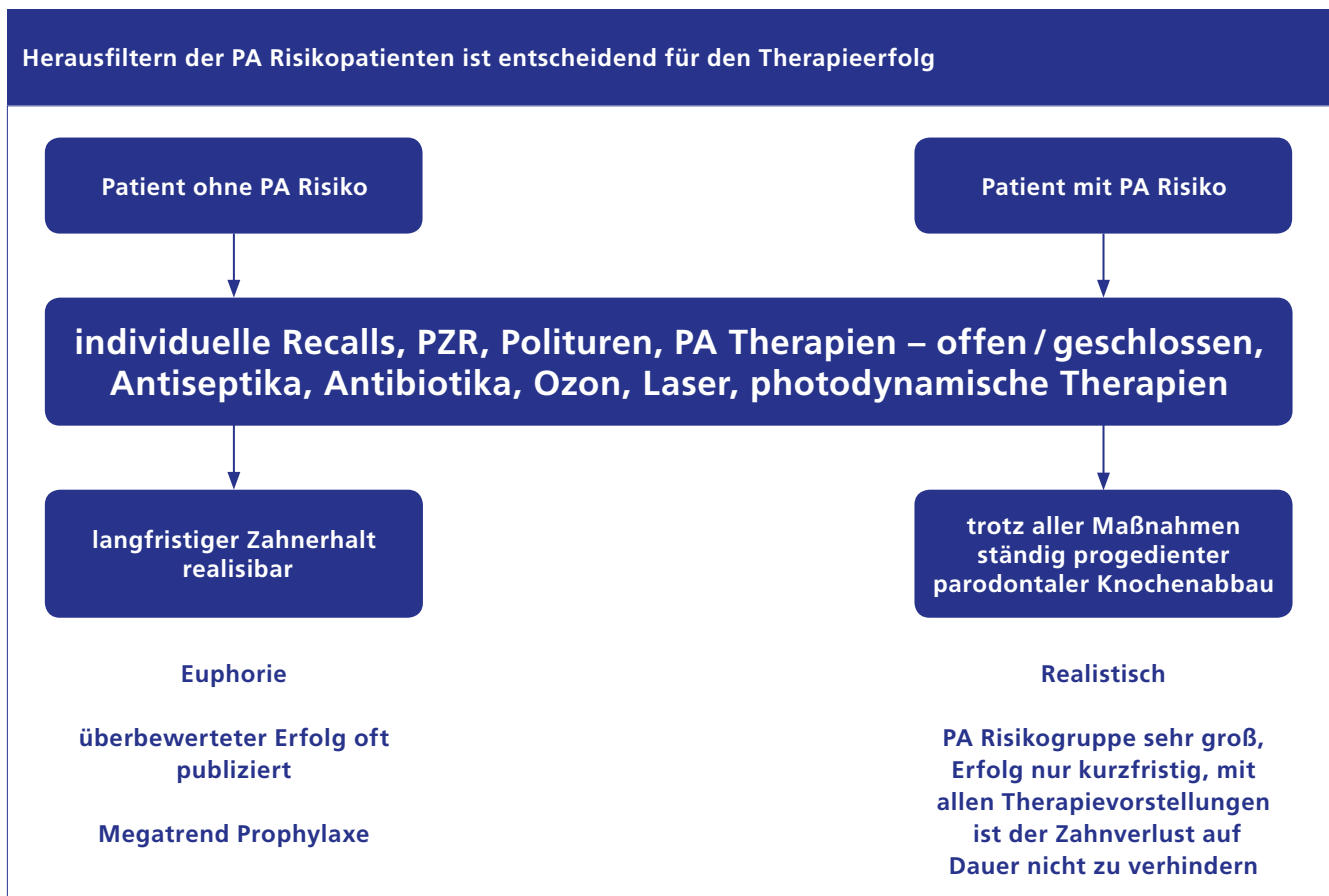 Herausfiltern der PA Risikopatienten ist entscheidend für den Therapieerfolg
Patient ohne PA Risiko
Patient mit PA Risiko
individuelle Recalls, PZR, Polituren, PA Therapien – offen / geschlossen,
Antiseptika, Antibiotika, Ozon, Laser, photodynamische Therapien
langfristiger Zahnerhalt
realisibar
trotz aller Maßnahmen
ständig progedienter
parodontaler Knochenabbau
Euphorie
überbewerteter Erfolg oft
publiziert
Megatrend Prophylaxe
Realistisch
PA Risikogruppe sehr groß,
Erfolg nur kurzfristig, mit
allen Therapievorstellungen
ist der Zahnverlust auf
Dauer nicht zu verhindern